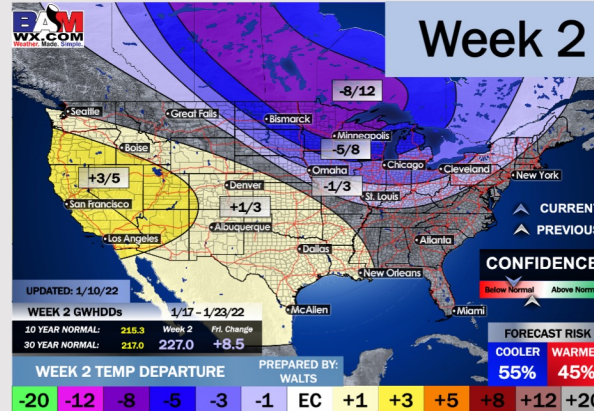 BAM
WX.COM
Weather. Made. Simple.
Week 2
-8/12
Seattle
Great Falls
Bismarck
Minneapolis
Boise
-5/8
Chicago
Cleveland
New York
Omaha
+3/5
Denver
-1/3
St. Louis
San Francisco
+1/3
CURRENT
PREVIOUS
Albuquerque
Los Angeles
Atlanta
Dallas
CONFIDENCE
New Orleans
Below Normal Above Norm
UPDATED: 1/10/22
McAllen
Miami
WEEK 2 GWHDDs 1/17 - 1/23/22
10 YEAR NORMAL: 215.3 Week 2 Fri. Change
30 YEAR NORMAL: 217.0 227.0 +8.5
FORECAST RISK
COOLER WARME
55% 45%
WEEK 2 TEMP DEPARTURE
PREPARED BY:
WALTS
-20 -12 -8 -5 -3 -1 EC +1 +3 +5 +8 +12 +20